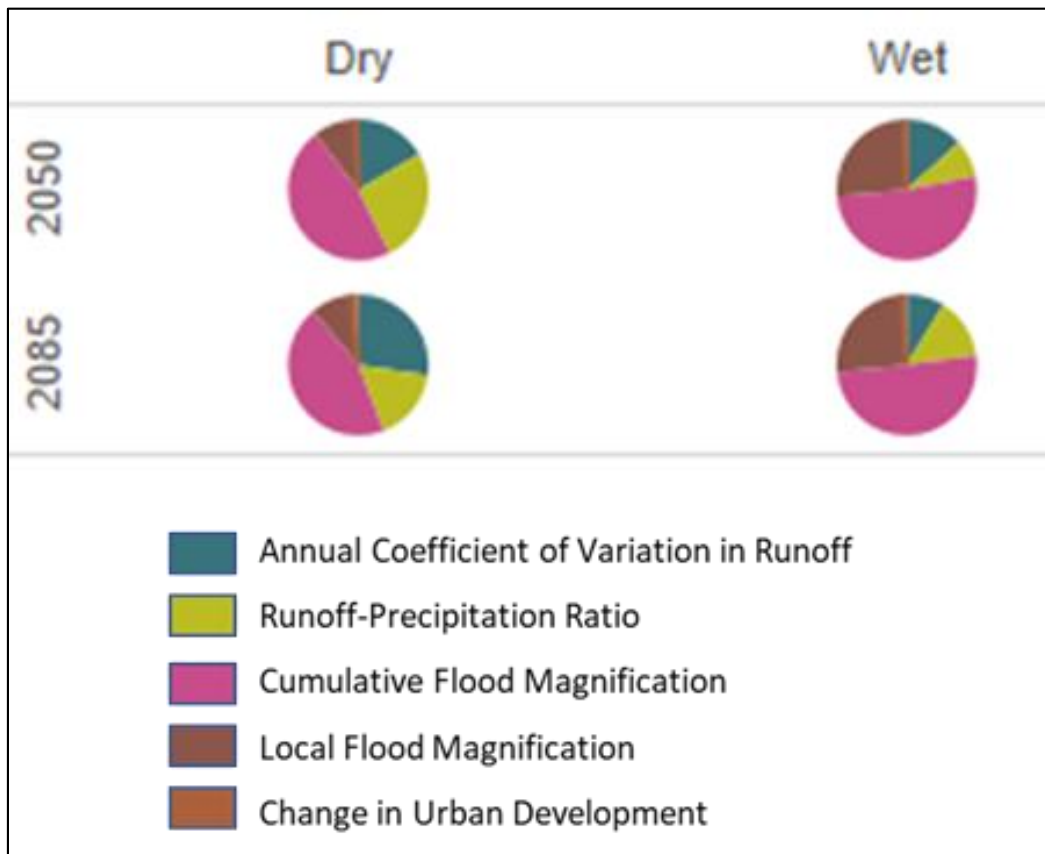 Dry Wet
2050
2085
Annual Coefficient of Variation in Runoff
Runoff-Precipitation Ratio
Cumulative Flood Magnification
Local Flood Magnification
Change in Urban Development